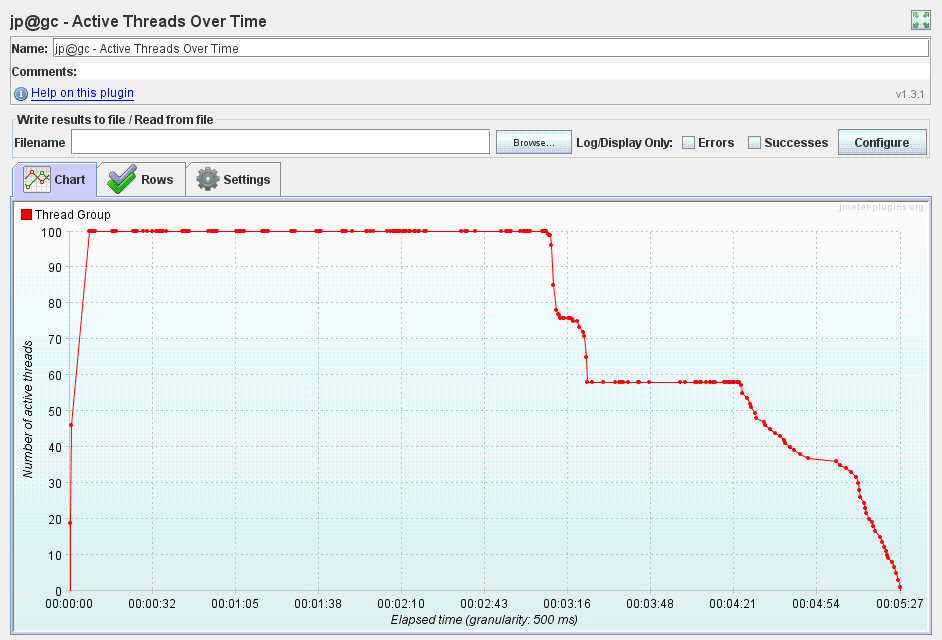 jp@gc - Active Threads Over Time
Name: jp@gc - Active Threads Over Time
Comments:
Help on this plugin v1.3.1
Write results to file / Read from file
Filename Browse... Log/Display Only: Errors Successes Configure
Chart Rows Settings
jmeter-plugins.org
Thread Group
100
90
80
70
60
50
40
30
20
10
0
Number of active threads
00:00:00 00:00:32 00:01:05 00:01:38 00:02:10 00:02:43 00:03:16 00:03:48 00:04:21 00:04:54 00:05:27
Elapsed time (granularity: 500 ms)